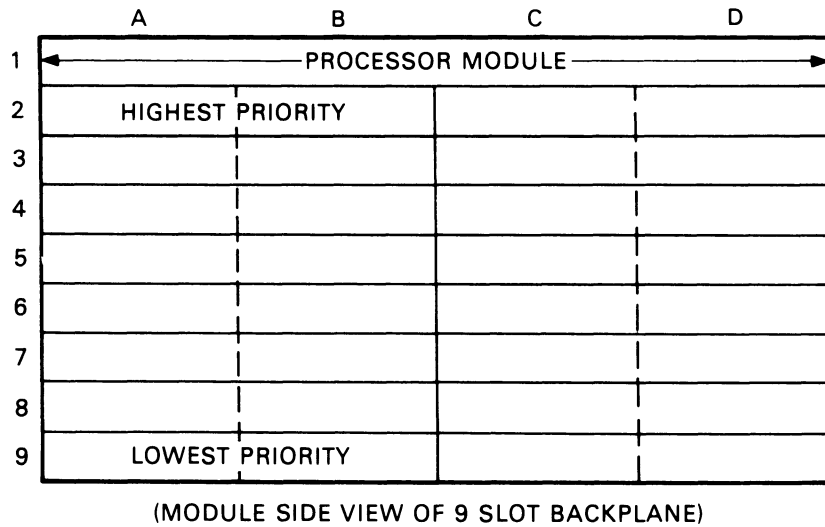 A B C D
1 PROCESSOR MODULE
2 HIGHEST PRIORITY
3
4
5
6
7
8
9 LOWEST PRIORITY
(MODULE SIDE VIEW OF 9 SLOT BACKPLANE)